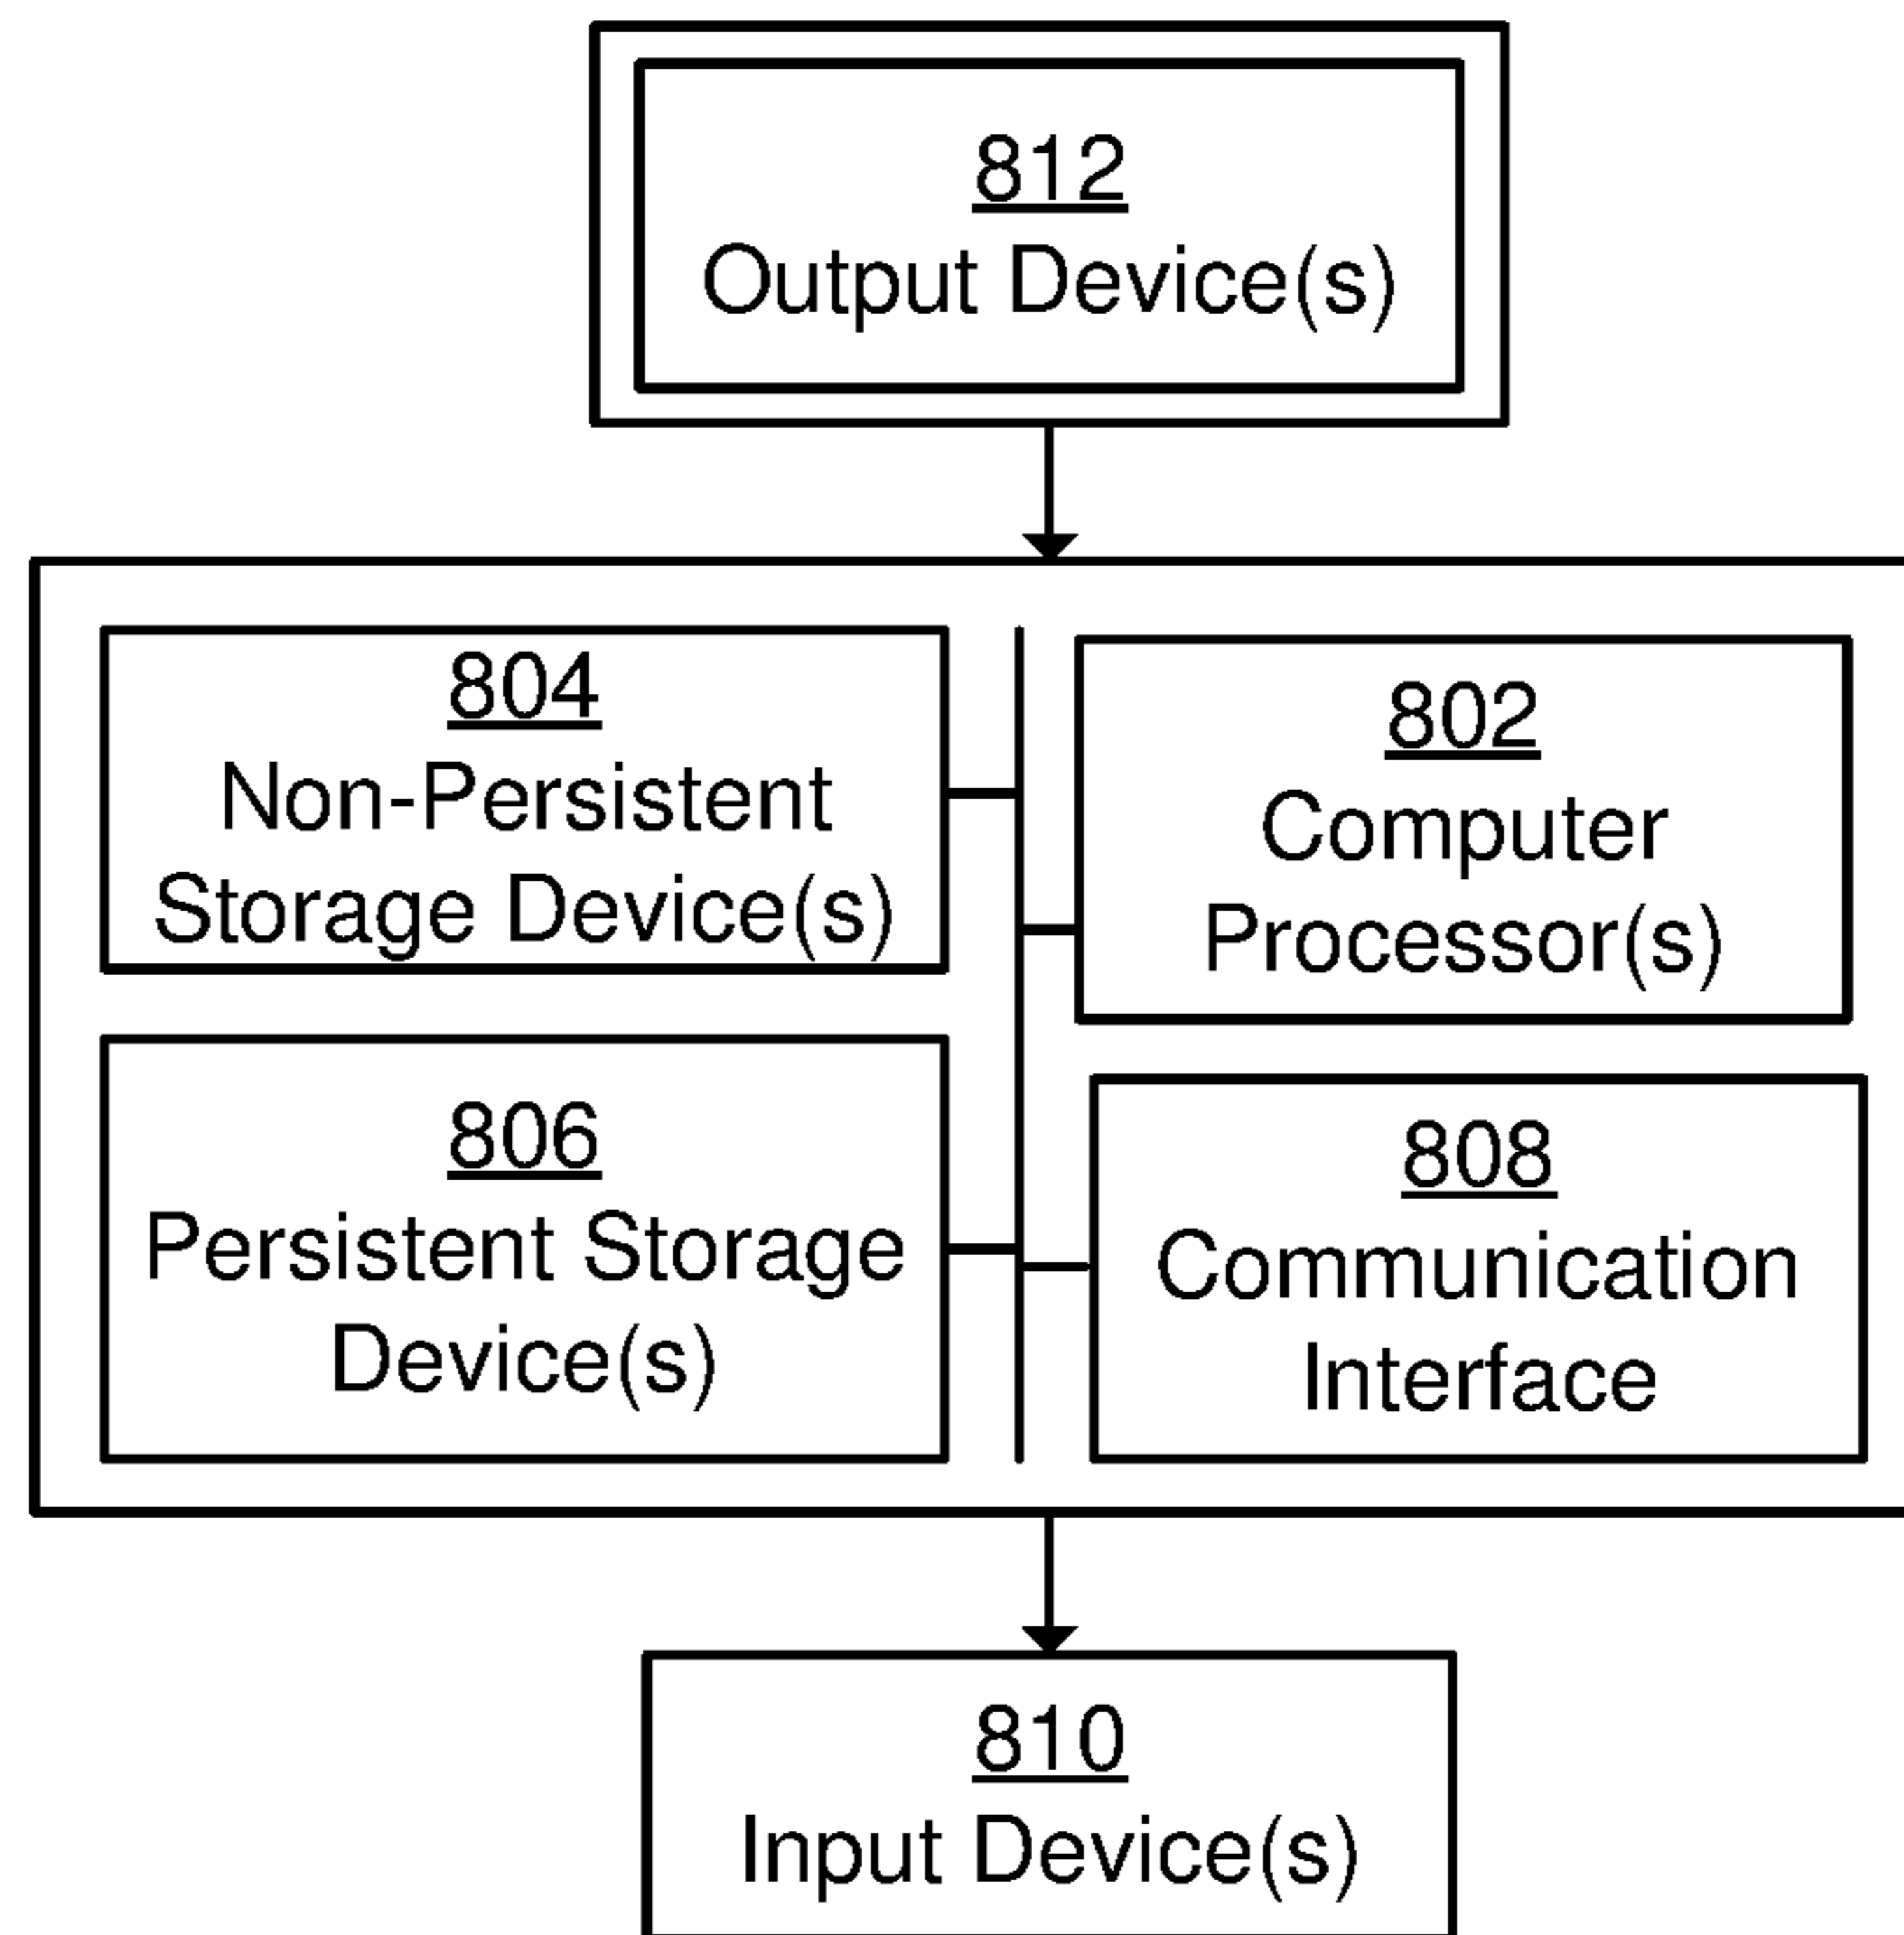 812
Output Device(s)
804
Non-Persistent
Storage Device(s)
802
Computer
Processor(s)
806
Persistent Storage
Device(s)
808
Communication
Interface
810
Input Device(s)